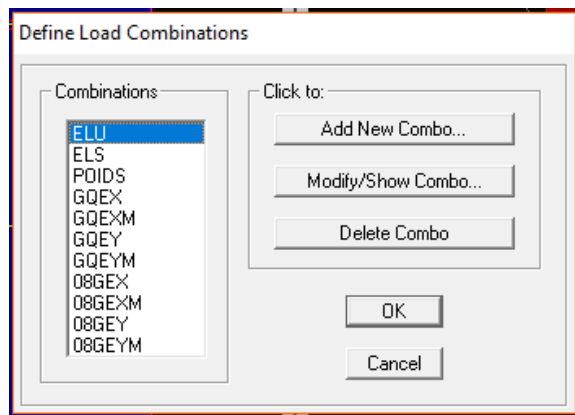 Define Load Combinations
Combinations
ELU
ELS
POIDS
GQEX
GQEXM
GQEY
GQEYM
08GEX
08GEXM
08GEY
08GEYM
Click to:
Add New Combo...
Modify/Show Combo...
Delete Combo
OK
Cancel